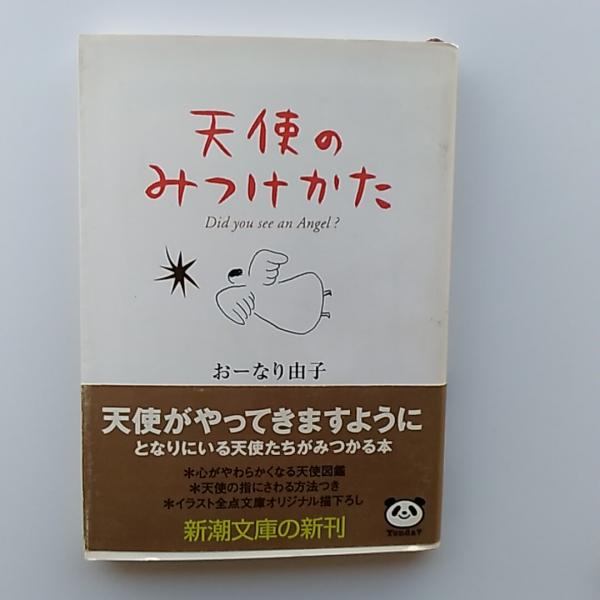 天使の
みつけかた
Did you see an Angel?
おーなり由子
天使がやってきますように
となりにいる天使たちがみつかる本
＊心がやわらかくなる天使図鑑
＊天使の指にさわる方法つき
＊イラスト全点文庫オリジナル描下ろし
新潮文庫の新刊
Yonda?